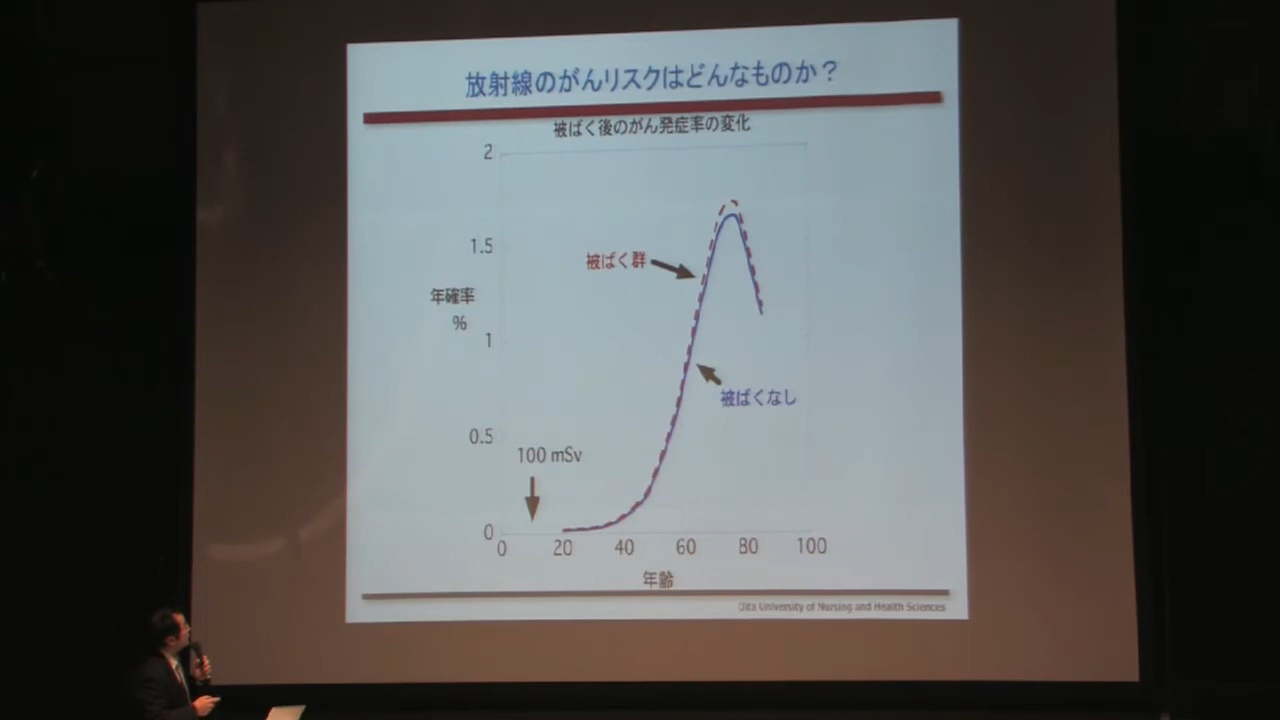 放射線のがんリスクはどんなものか？
被ばく後のがん発症率の変化
2
1.5
被ばく群
年確率
%
1
被ばくなし
0.5
100 mSv
0
0 20 40 60 80 100
年齢
Oita University of Nursing and Health Sciences